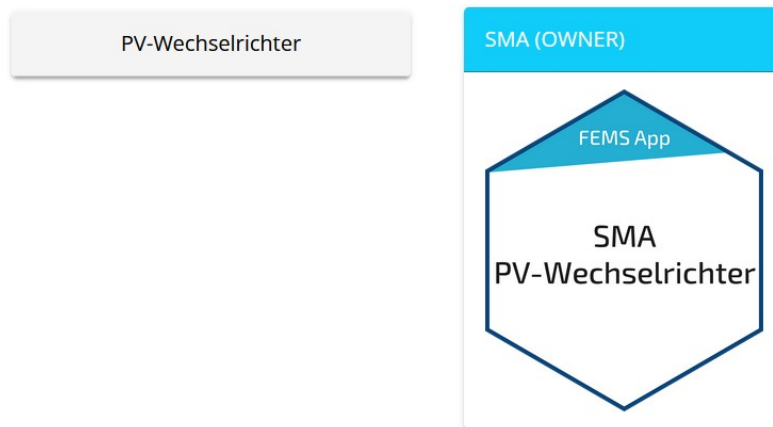 PV-Wechselrichter
SMA (OWNER)
FEMS App
SMA
PV-Wechselrichter